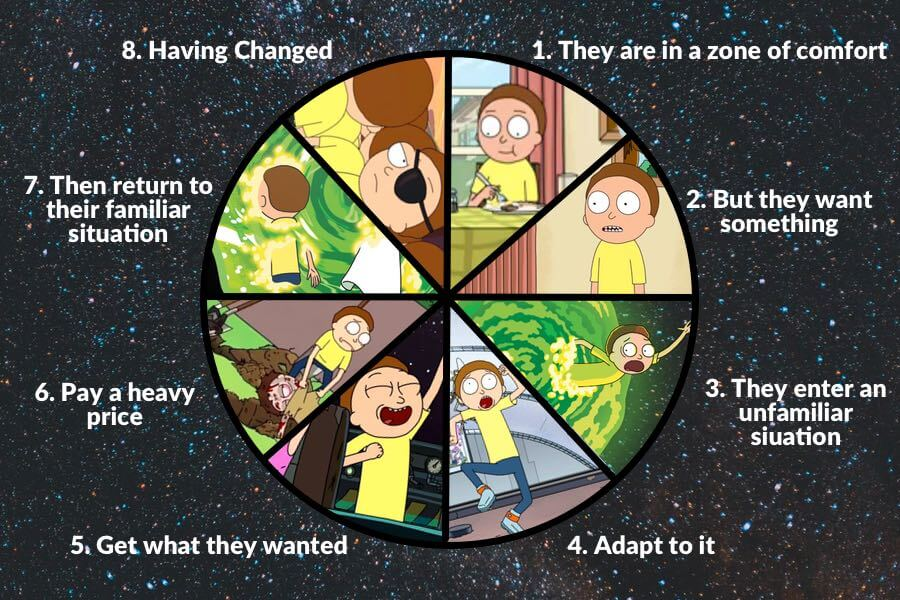 1. They are in a zone of comfort
2. But they want
something
3. They enter an
unfamiliar
siuation
4. Adapt to it
5. Get what they wanted
6. Pay a heavy
price
7. Then return to
their familiar
situation
8. Having Changed